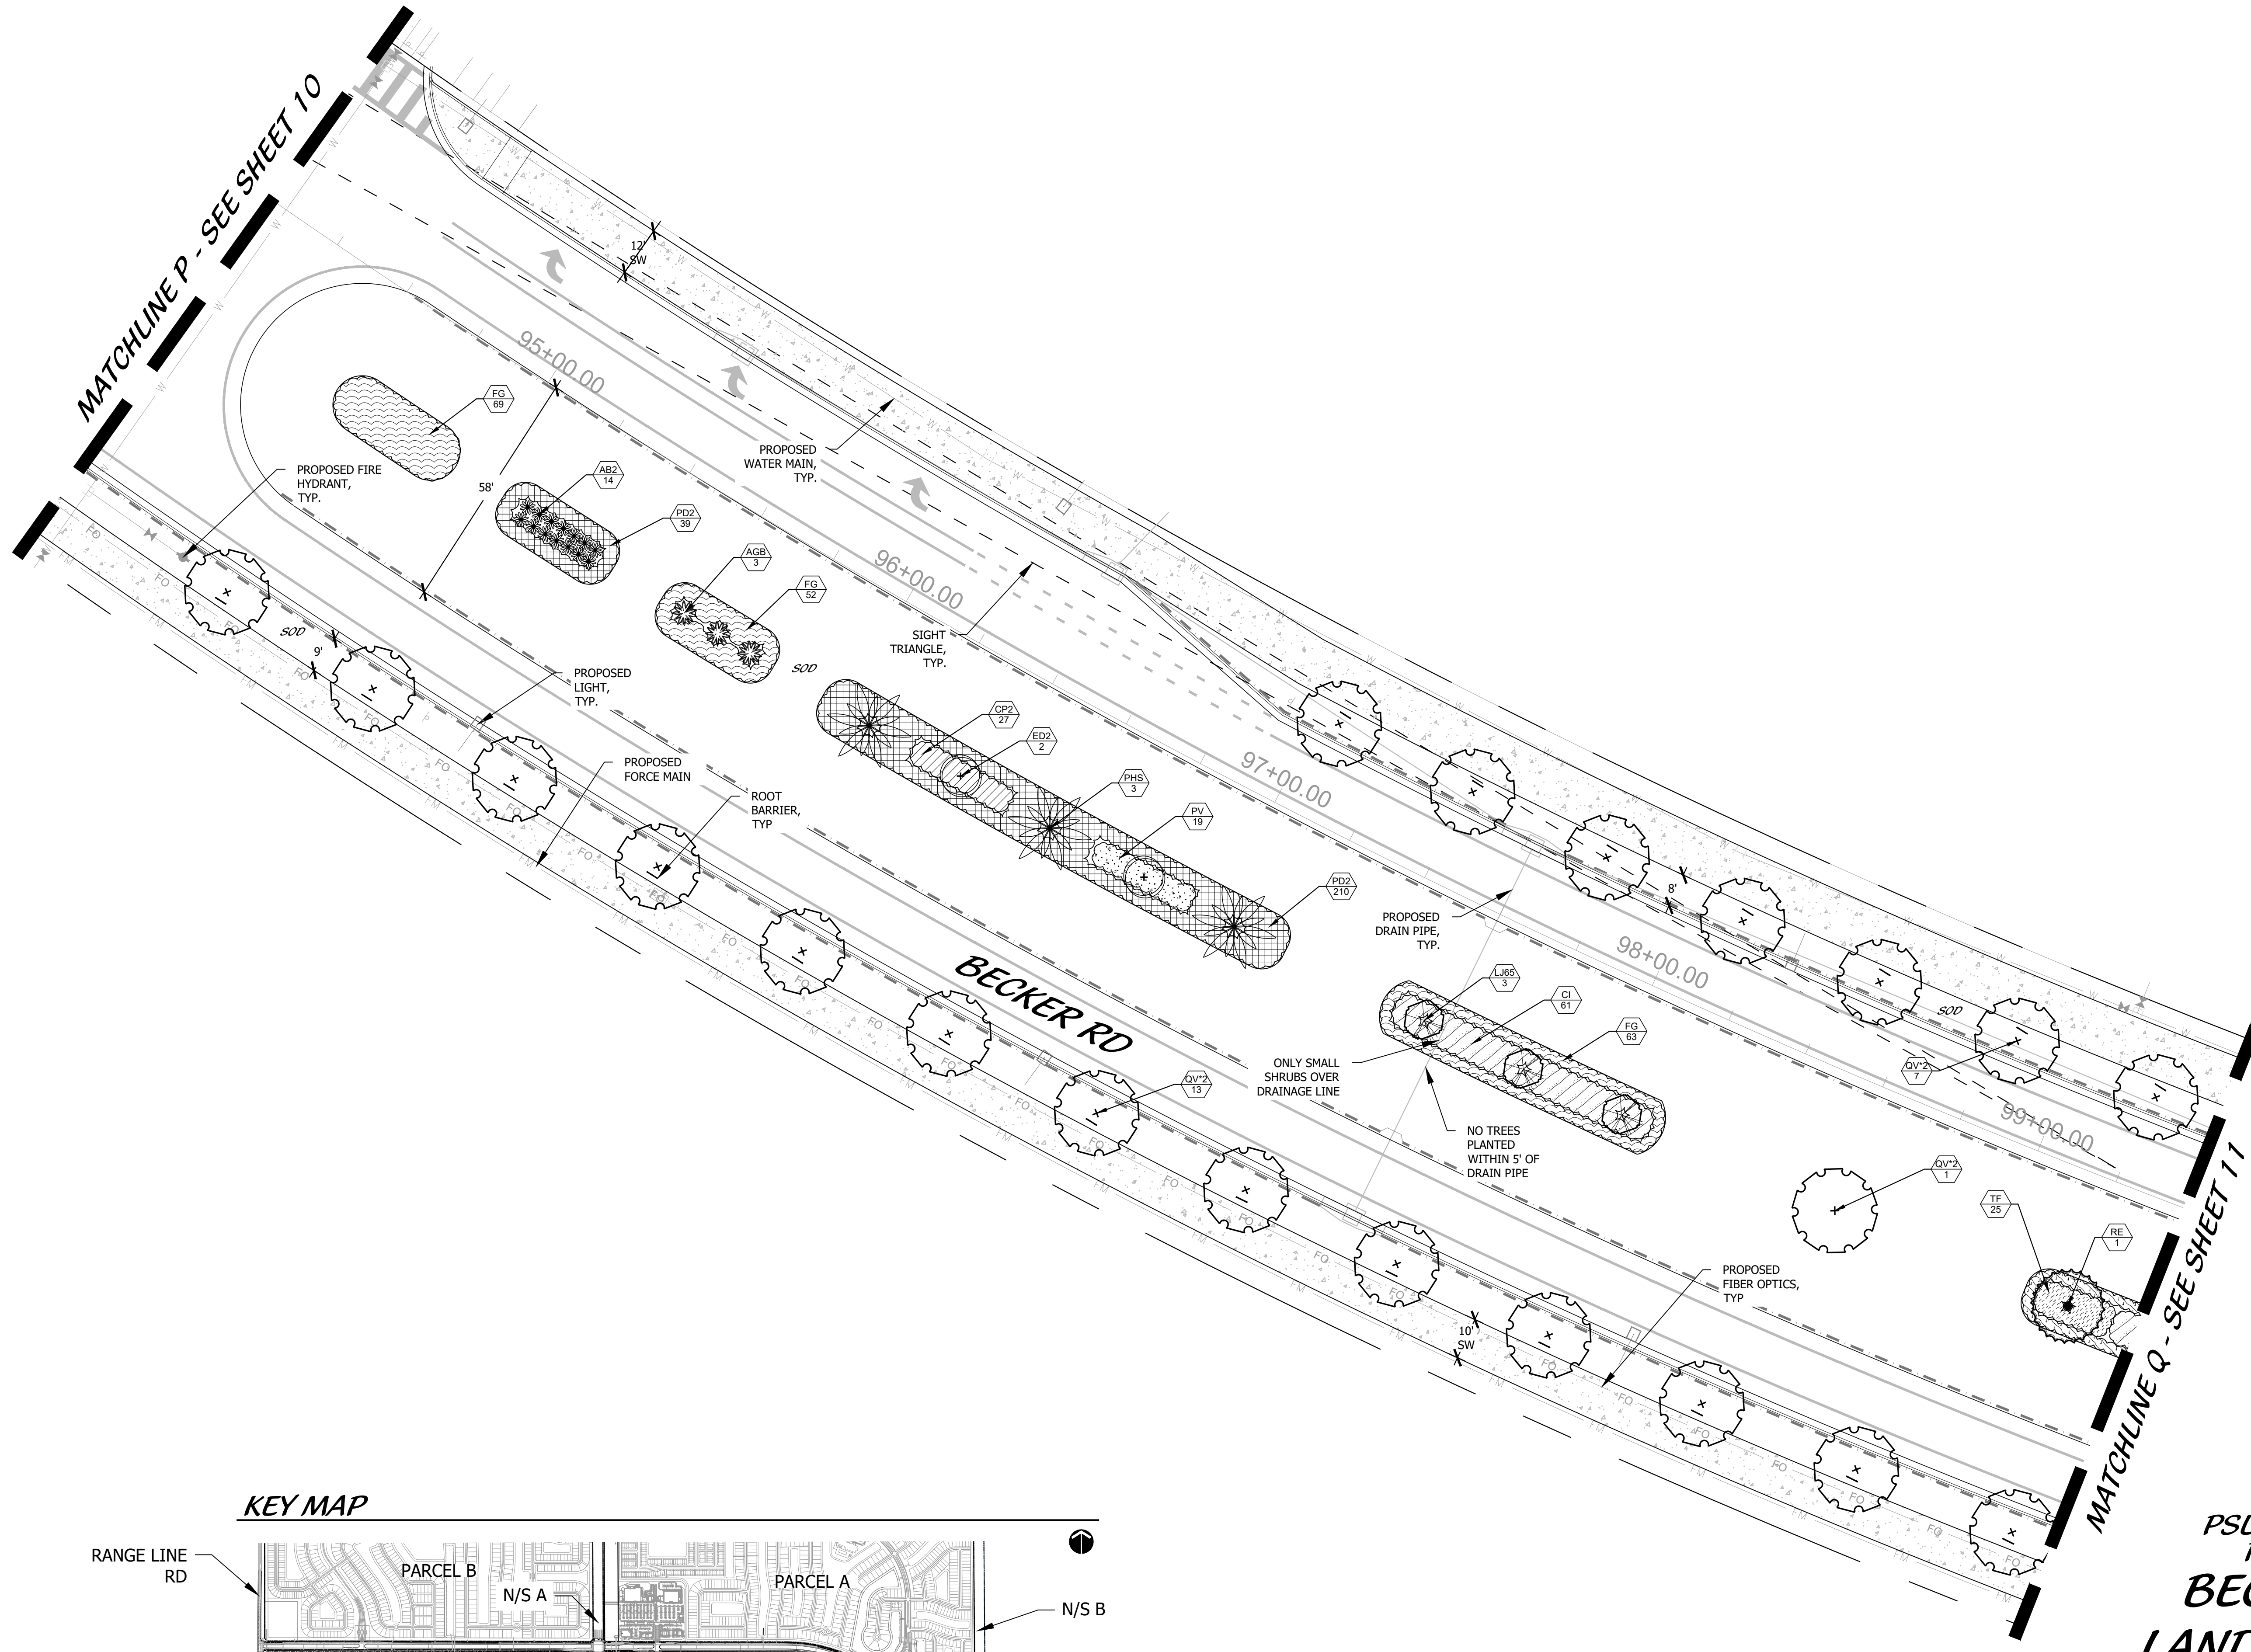 MATCHLINE P - SEE SHEET 10
12'
SW
95+00.00
FG
69
PROPOSED FIRE
HYDRANT,
TYP.
58'
AB2
14
PD2
39
PROPOSED
WATER MAIN,
TYP.
AGB
3
FG
52
96+00.00
SIGHT
TRIANGLE,
TYP.
SOD
9'
SOD
PROPOSED
LIGHT,
TYP.
CP2
27
ED2
2
PROPOSED
FORCE MAIN
ROOT
BARRIER,
TYP
PHS
3
PV
19
97+00.00
PD2
210
8'
PROPOSED
DRAIN PIPE,
TYP.
98+00.00
BECKER RD
LJ65
3
CI
61
FG
63
SOD
ONLY SMALL
SHRUBS OVER
DRAINAGE LINE
QV*2
13
QV*2
7
99+00.00
NO TREES
PLANTED
WITHIN 5' OF
DRAIN PIPE
QV*2
1
TF
25
RE
1
PROPOSED
FIBER OPTICS,
TYP
10'
SW
MATCHLINE Q - SEE SHEET 11
W
FO
FM
KEY MAP
RANGE LINE
RD
PARCEL B
N/S A
PARCEL A
N/S B